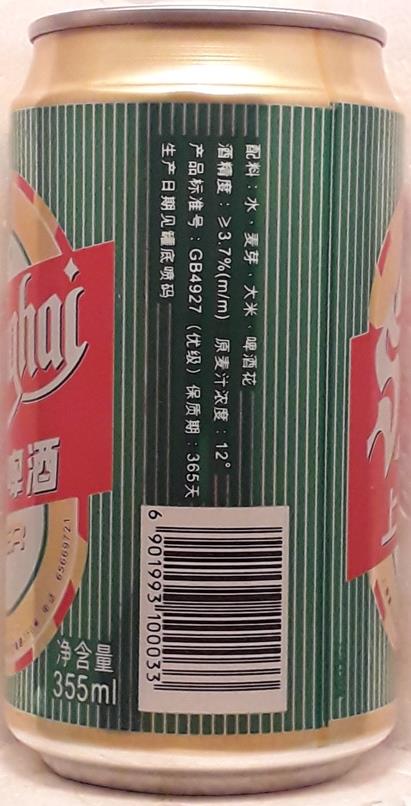 配料：水、麦芽、大米、啤酒花
酒精度：≥3.7%(m/m) 原麦汁浓度：12°
产品标准号：GB4927 (优级) 保质期：365天
生产日期见罐底喷码
ghai
啤酒
65669721
净含量
355ml
6 901993 100033